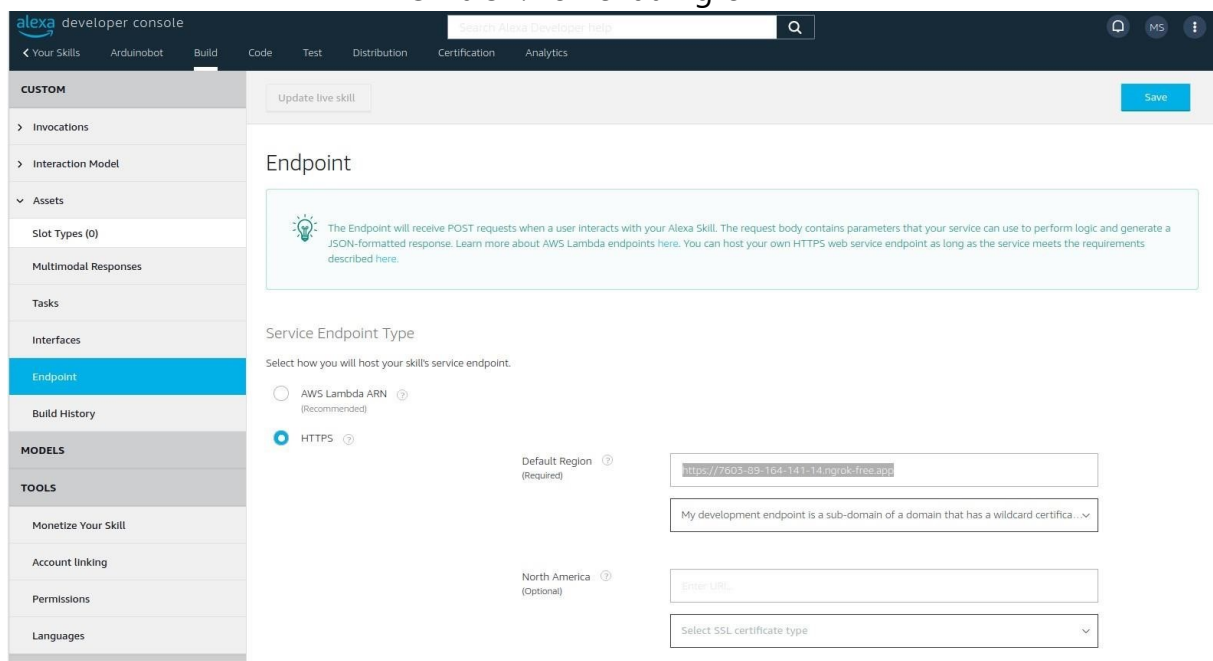 alexa developer console
Search Alexa Developer help
MS
Your Skills Arduinobot Build Code Test Distribution Certification Analytics
CUSTOM
Update live skill
Save
Invocations
Interaction Model
Assets
Slot Types (0)
Multimodal Responses
Tasks
Interfaces
Endpoint
Build History
MODELS
TOOLS
Monetize Your Skill
Account linking
Permissions
Languages
Endpoint
The Endpoint will receive POST requests when a user interacts with your Alexa Skill. The request body contains parameters that your service can use to perform logic and generate a
JSON-formatted response. Learn more about AWS Lambda endpoints here. You can host your own HTTPS web service endpoint as long as the service meets the requirements
described here.
Service Endpoint Type
Select how you will host your skill's service endpoint.
AWS Lambda ARN ?
(Recommended)
HTTPS ?
Default Region ?
(Required)
https://7603-89-164-141-14.ngrok-free.app
My development endpoint is a sub-domain of a domain that has a wildcard certifica...
North America ?
(Optional)
Enter URL...
Select SSL certificate type